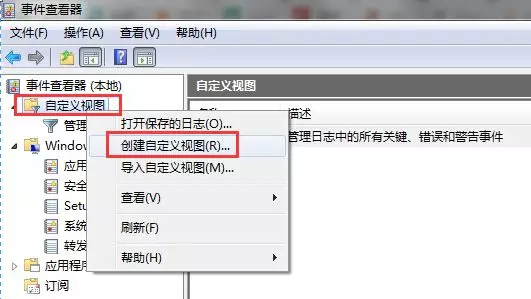 事件查看器
文件(F) 操作(A) 查看(V) 帮助(H)
事件查看器 (本地)
自定义视图
管理
Windov
应用
安全
Setu
系统
转发
应用程序
订阅
打开保存的日志(O)...
创建自定义视图(R)...
导入自定义视图(M)...
查看(V)
刷新(F)
帮助(H)
自定义视图
描述
管理日志中的所有关键、错误和警告事件